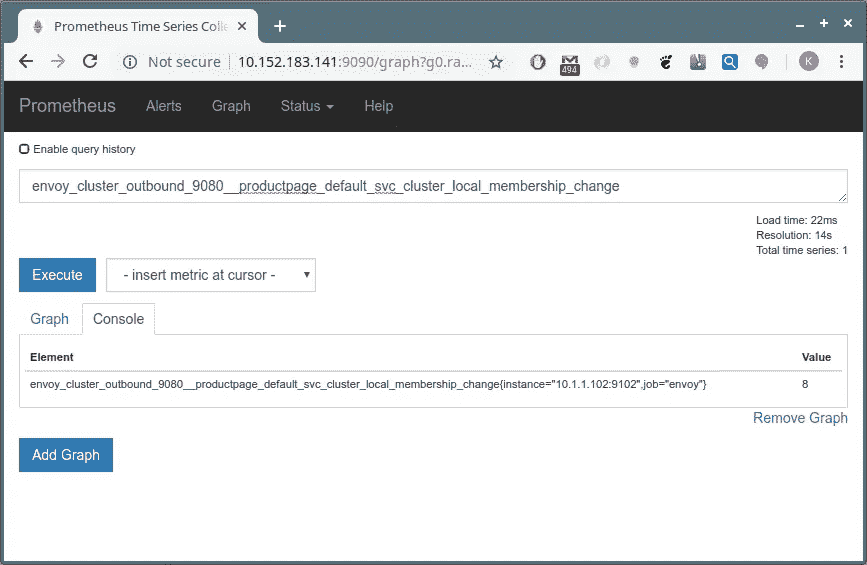 Prometheus Time Series Colle
Not secure 10.152.183.141:9090/graph?g0.ra...
494
K
Prometheus Alerts Graph Status Help
Enable query history
envoy_cluster_outbound_9080__productpage_default_svc_cluster_local_membership_change
Load time: 22ms
Resolution: 14s
Total time series: 1
Execute - insert metric at cursor -
Graph Console
Element Value
envoy_cluster_outbound_9080__productpage_default_svc_cluster_local_membership_change{instance="10.1.1.102:9102",job="envoy"} 8
Remove Graph
Add Graph